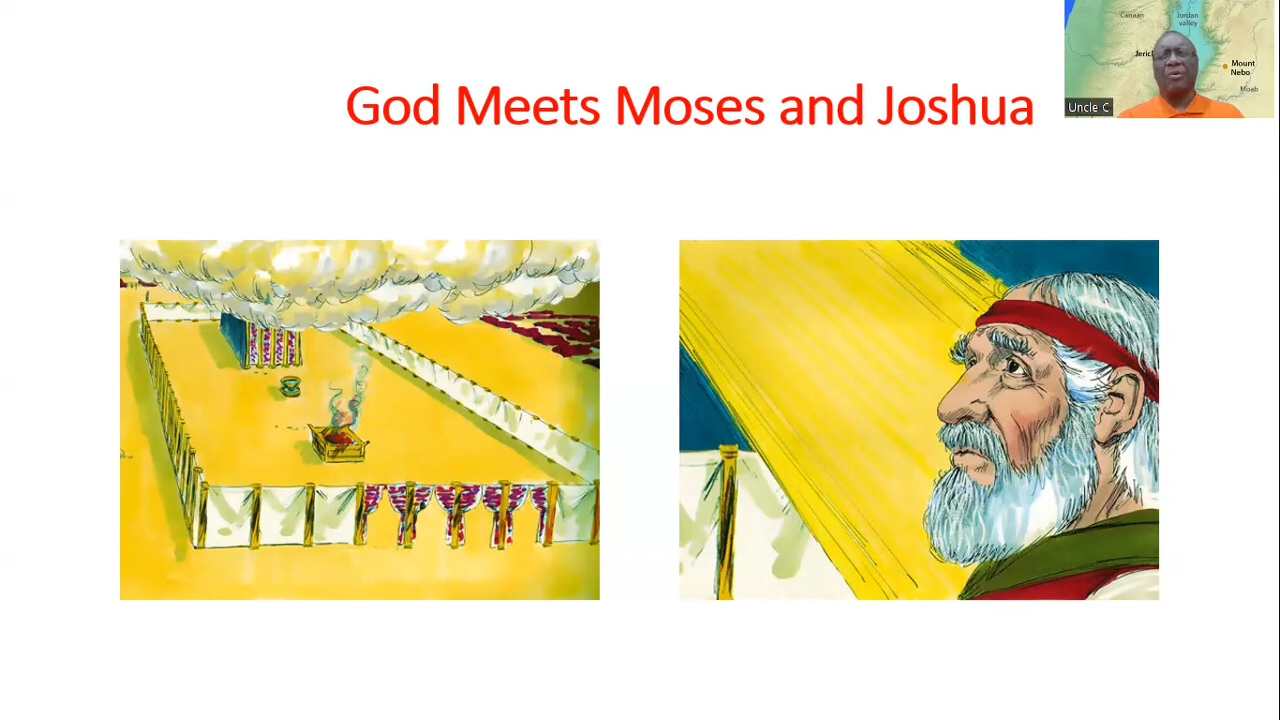 God Meets Moses and Joshua
Canaan
Jordan
valley
Mount
Nebo
Moab
Uncle C